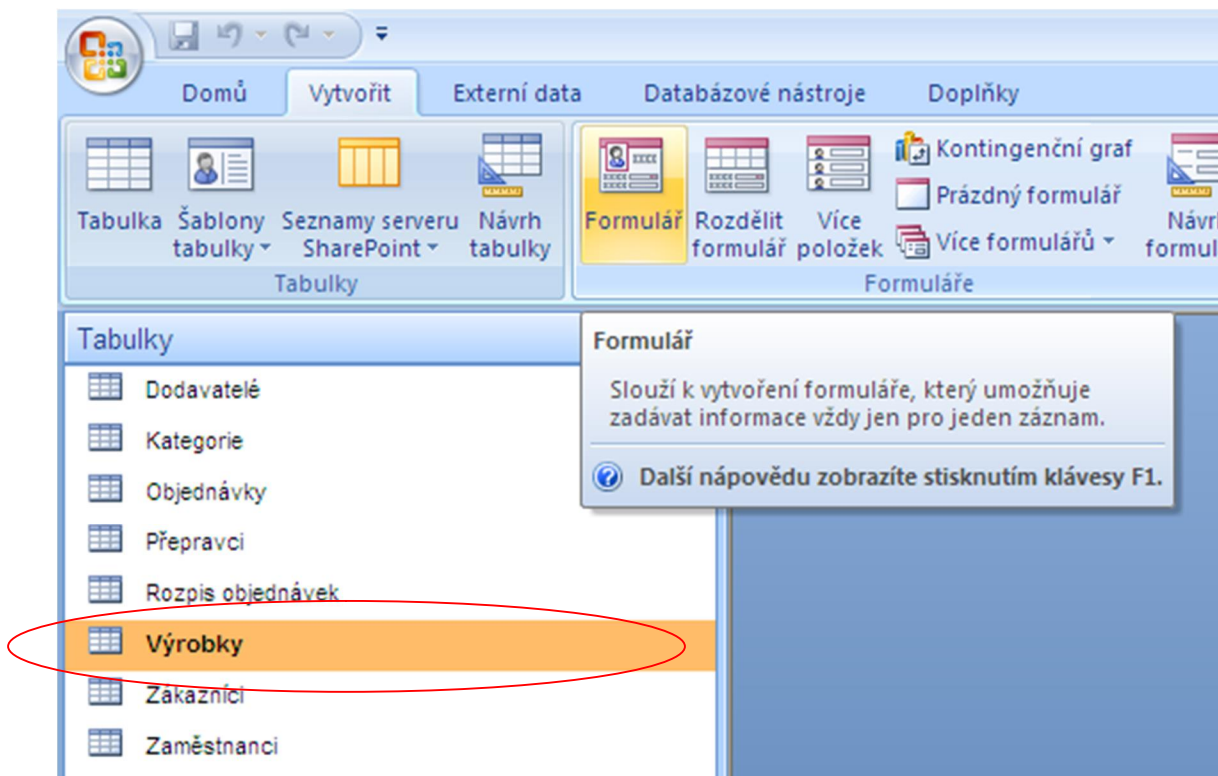 Domů Vytvořit Externí data Databázové nástroje Doplňky
Tabulka
Šablony
tabulky
Seznamy serveru
SharePoint
Návrh
tabulky
Tabulky
Formulář
Rozdělit
formulář
Více
položek
Kontingenční graf
Prázdný formulář
Více formulářů
Návrh
formul
Formuláře
Tabulky
Dodavatelé
Kategorie
Objednávky
Přepravci
Rozpis objednávek
Výrobky
Zákazníci
Zaměstnanci
Formulář
Slouží k vytvoření formuláře, který umožňuje
zadávat informace vždy jen pro jeden záznam.
Další nápovědu zobrazíte stisknutím klávesy F1.